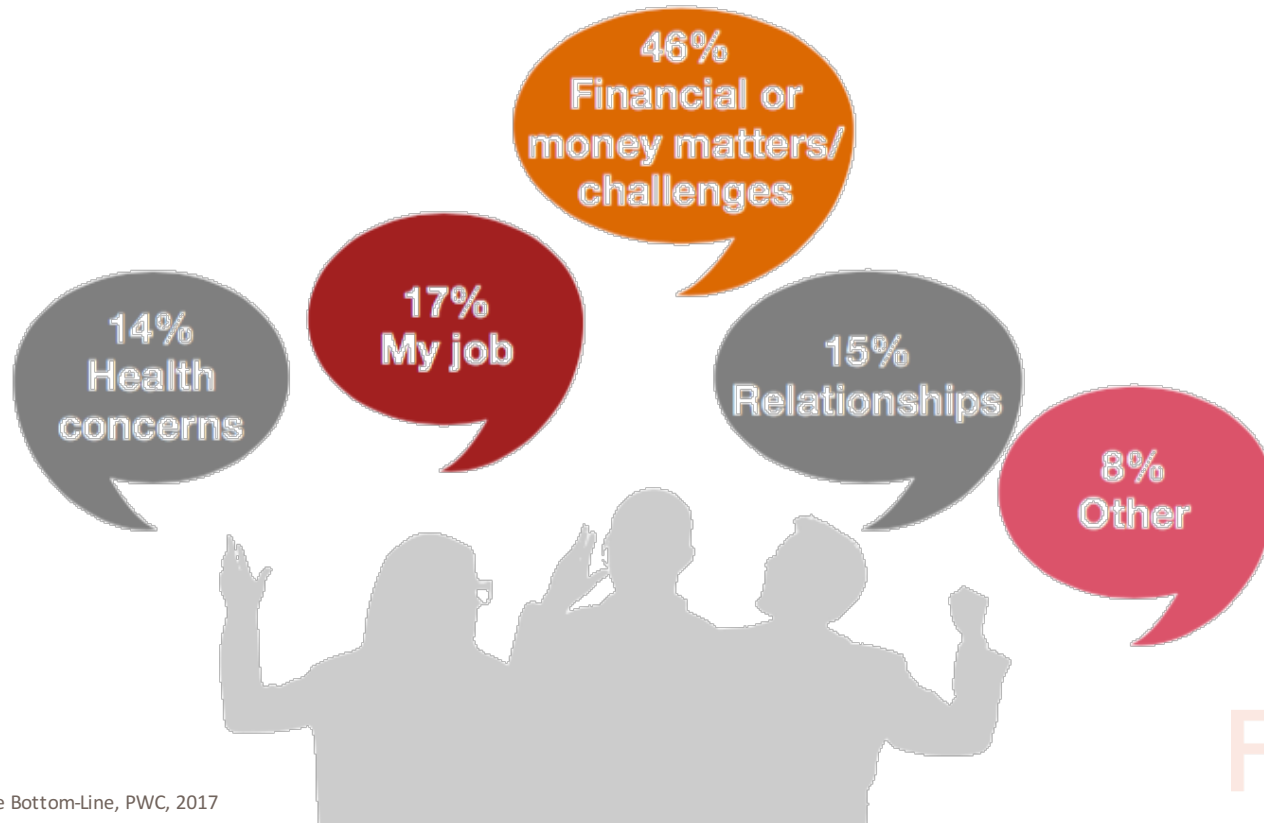 46%
Financial or
money matters/
challenges
17%
My job
14%
Health
concerns
15%
Relationships
8%
Other
Bottom-Line, PWC, 2017